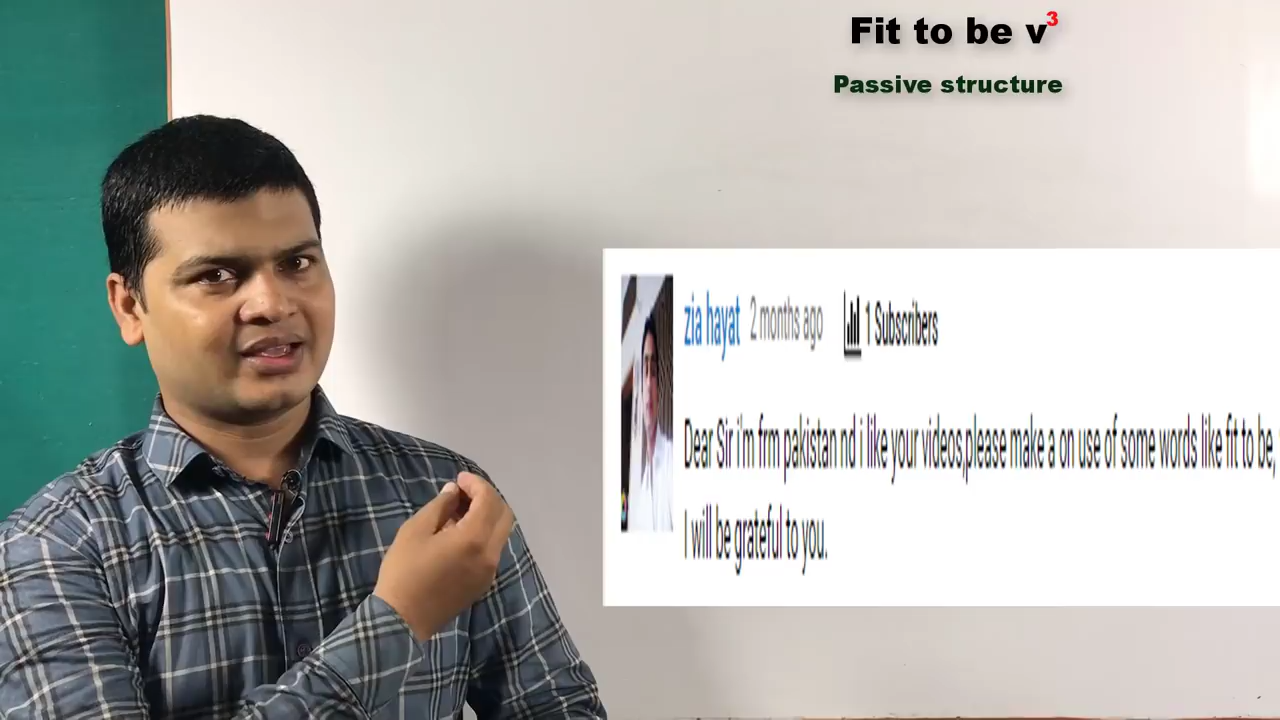 Fit to be v³
Passive structure
zia hayat 2 months ago 1 Subscribers
Dear Sir i'm frm pakistan nd i like your videos,please make a on use of some words like fit to be,
I will be grateful to you.